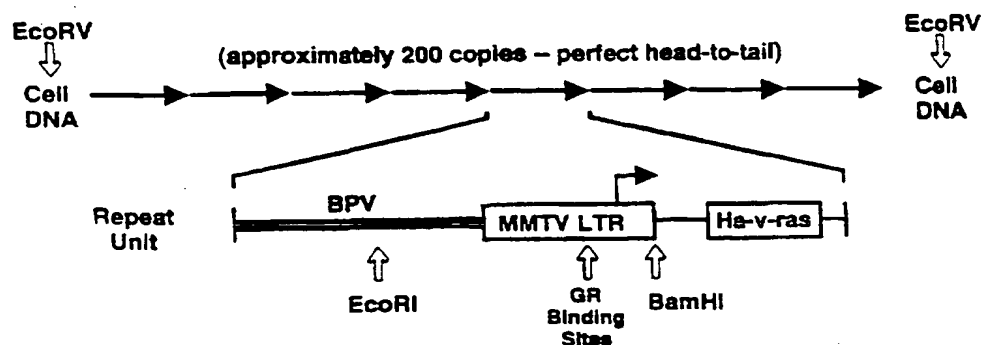 EcoRV
EcoRV
(approximately 200 copies – perfect head-to-tail)
Cell
DNA
Cell
DNA
Repeat
Unit
BPV
MMTV LTR
Ha-v-ras
EcoRI
GR
Binding
Sites
BamHI